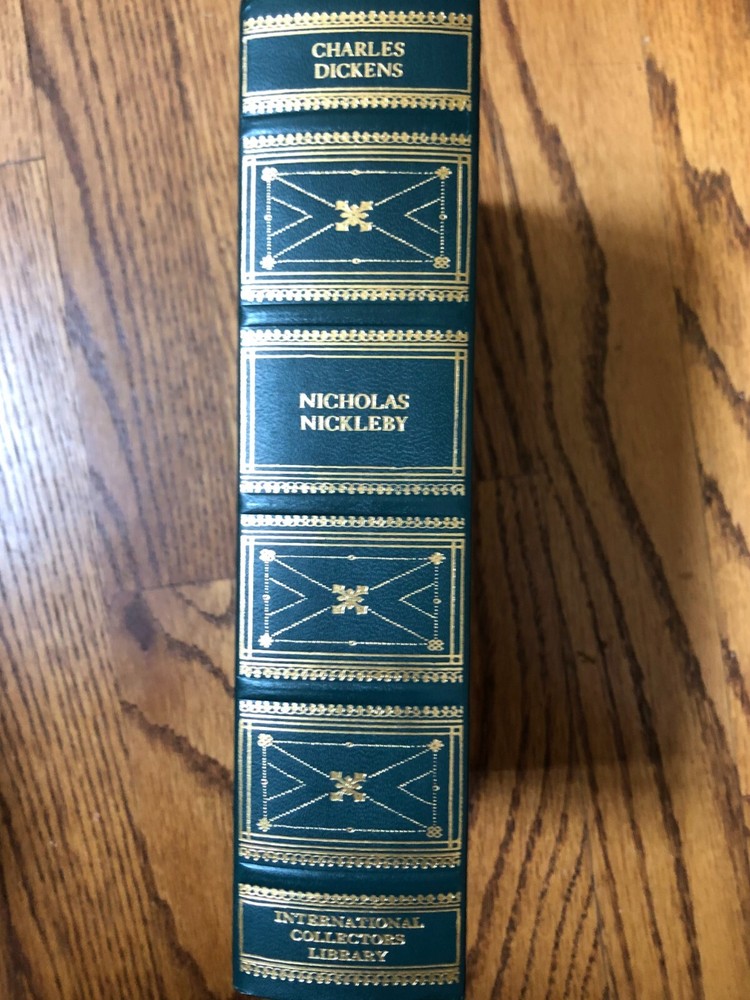 CHARLES
DICKENS
NICHOLAS
NICKLEBY
INTERNATIONAL
COLLECTORS
LIBRARY